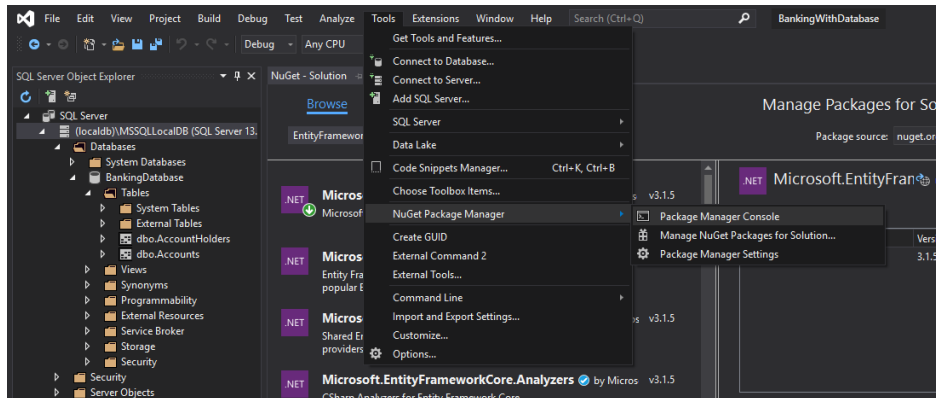 File Edit View Project Build Debug Test Analyze Tools Extensions Window Help Search (Ctrl+Q) BankingWithDatabase
Debug Any CPU
SQL Server Object Explorer
SQL Server
(localdb)\MSSQLLocalDB (SQL Server 13.
Databases
System Databases
BankingDatabase
Tables
System Tables
External Tables
dbo.AccountHolders
dbo.Accounts
Views
Synonyms
Programmability
External Resources
Service Broker
Storage
Security
Security
Server Objects
NuGet - Solution
Browse
EntityFramewor
.NET Micros
Microsof
.NET Micros
Entity Fra
popular E
.NET Micros
Shared En
providers
.NET Microsoft.EntityFrameworkCore.Analyzers by Micros v3.1.5
CSharp Analyzers for Entity Framework Core
Get Tools and Features...
Connect to Database...
Connect to Server...
Add SQL Server...
SQL Server
Data Lake
Code Snippets Manager... Ctrl+K, Ctrl+B
Choose Toolbox Items...
NuGet Package Manager
Create GUID
External Command 2
External Tools...
Command Line
Import and Export Settings...
Customize...
Options...
Package Manager Console
Manage NuGet Packages for Solution...
Package Manager Settings
s v3.1.5
os v3.1.5
Manage Packages for So
Package source: nuget.or
.NET Microsoft.EntityFran
Vers
3.1.5